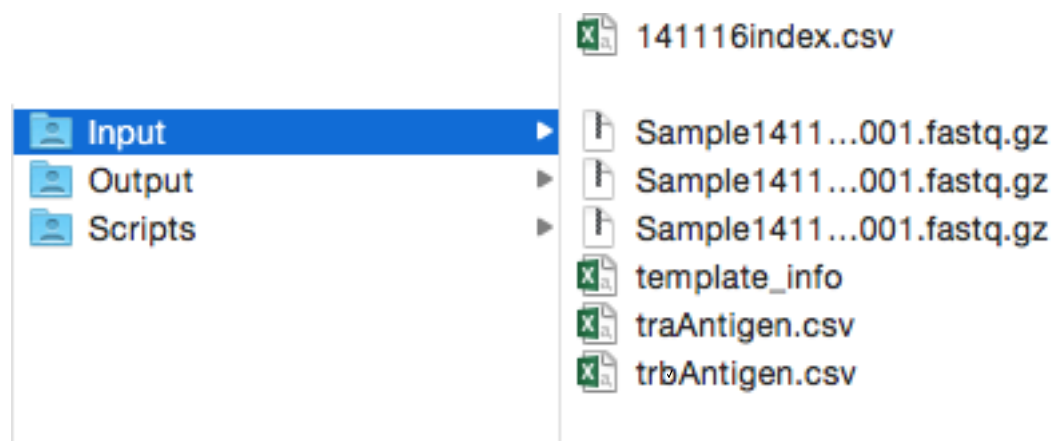 141116index.csv
Input
Sample1411...001.fastq.gz
Output
Sample1411...001.fastq.gz
Scripts
Sample1411...001.fastq.gz
template_info
traAntigen.csv
trbAntigen.csv